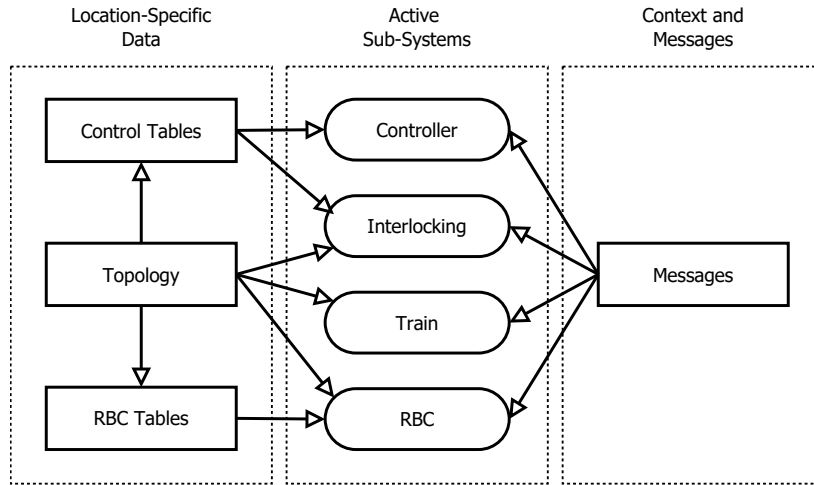 Location-Specific
Data
Active
Sub-Systems
Context and
Messages
Control Tables
Controller
Interlocking
Topology
Messages
Train
RBC Tables
RBC